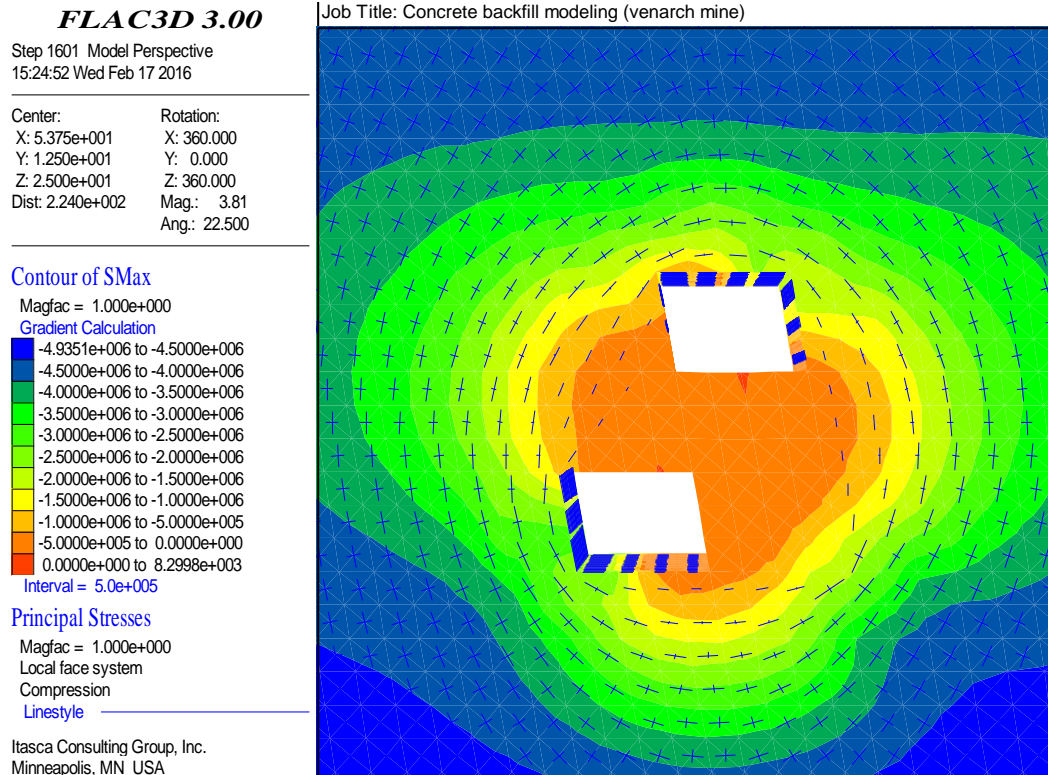 FLAC3D 3.00
Step 1601 Model Perspective
15:24:52 Wed Feb 17 2016
Center:
X: 5.375e+001
Y: 1.250e+001
Z: 2.500e+001
Dist: 2.240e+002
Rotation:
X: 360.000
Y: 0.000
Z: 360.000
Mag.: 3.81
Ang.: 22.500
Contour of SMax
Magfac = 1.000e+000
Gradient Calculation
-4.9351e+006 to -4.5000e+006
-4.5000e+006 to -4.0000e+006
-4.0000e+006 to -3.5000e+006
-3.5000e+006 to -3.0000e+006
-3.0000e+006 to -2.5000e+006
-2.5000e+006 to -2.0000e+006
-2.0000e+006 to -1.5000e+006
-1.5000e+006 to -1.0000e+006
-1.0000e+006 to -5.0000e+005
-5.0000e+005 to 0.0000e+000
0.0000e+000 to 8.2998e+003
Interval = 5.0e+005
Principal Stresses
Magfac = 1.000e+000
Local face system
Compression
Linestyle
Itasca Consulting Group, Inc.
Minneapolis, MN USA
Job Title: Concrete backfill modeling (venarch mine)